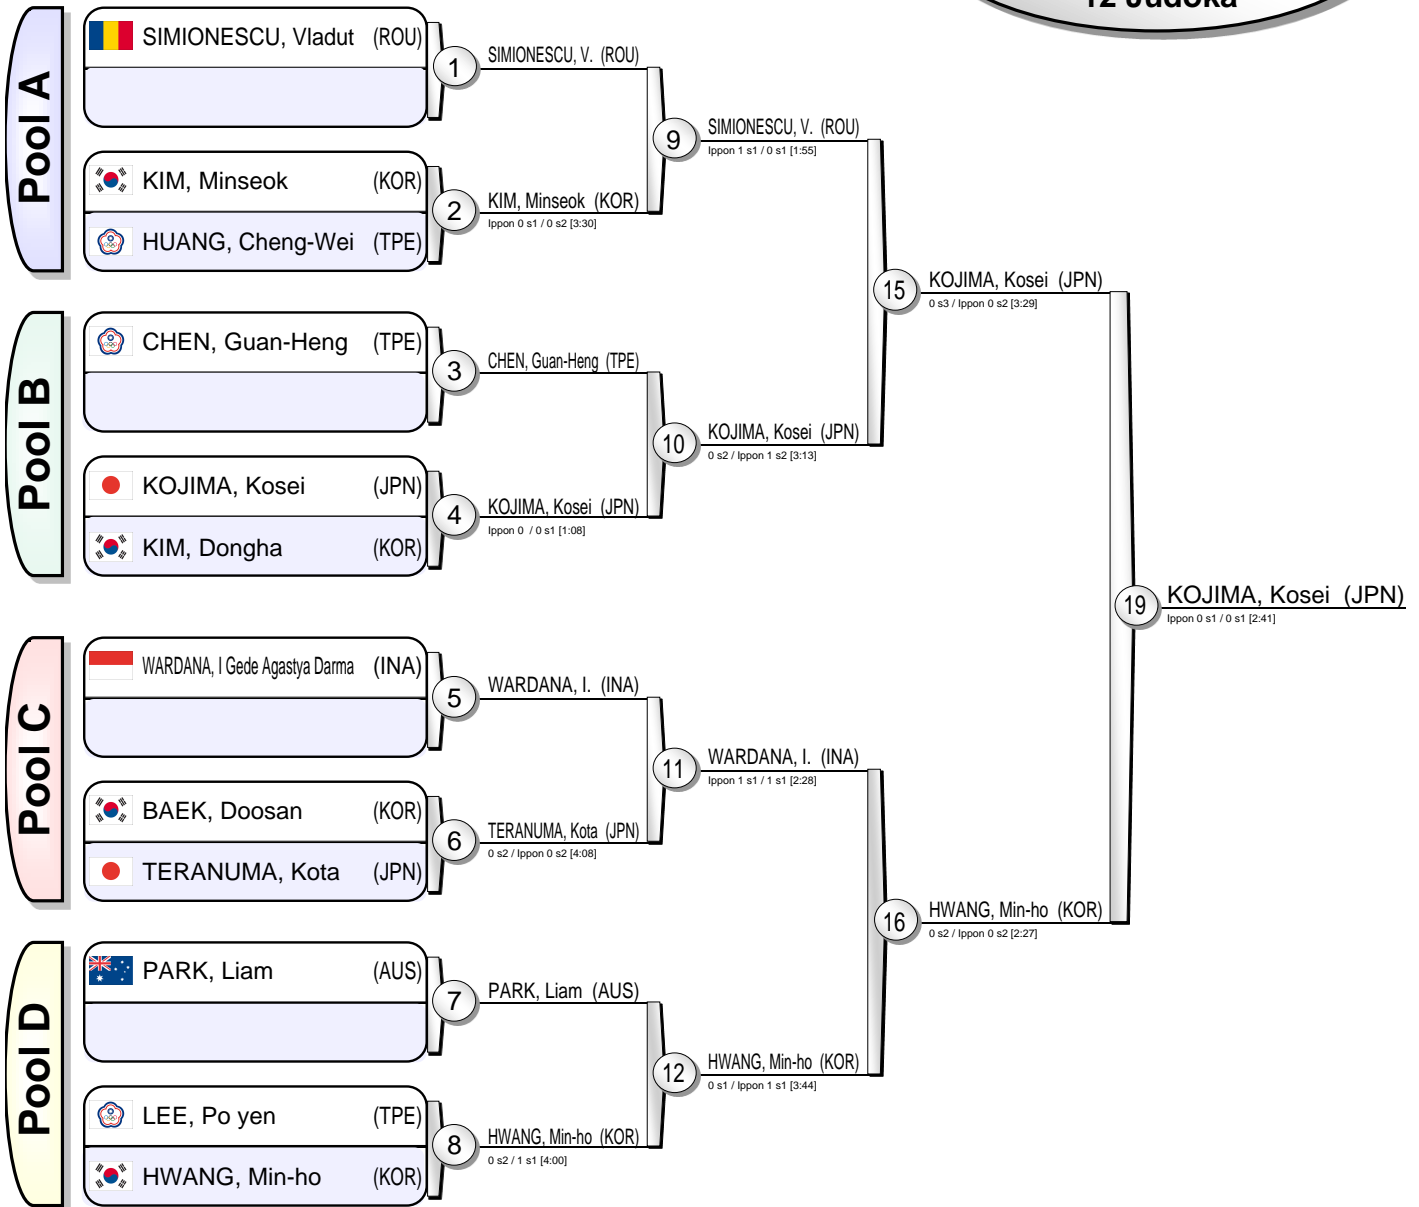 12 Judoka
Pool A
SIMIONESCU, Vladut (ROU)
1
SIMIONESCU, V. (ROU)
KIM, Minseok (KOR)
HUANG, Cheng-Wei (TPE)
2
KIM, Minseok (KOR)
Ippon 0 s1 / 0 s2 [3:30]
9
SIMIONESCU, V. (ROU)
Ippon 1 s1 / 0 s1 [1:55]
Pool B
CHEN, Guan-Heng (TPE)
3
CHEN, Guan-Heng (TPE)
KOJIMA, Kosei (JPN)
KIM, Dongha (KOR)
4
KOJIMA, Kosei (JPN)
Ippon 0 / 0 s1 [1:08]
10
KOJIMA, Kosei (JPN)
0 s2 / Ippon 1 s2 [3:13]
15
KOJIMA, Kosei (JPN)
0 s3 / Ippon 0 s2 [3:29]
Pool C
WARDANA, I Gede Agastya Darma (INA)
5
WARDANA, I. (INA)
BAEK, Doosan (KOR)
TERANUMA, Kota (JPN)
6
TERANUMA, Kota (JPN)
0 s2 / Ippon 0 s2 [4:08]
11
WARDANA, I. (INA)
Ippon 1 s1 / 1 s1 [2:28]
Pool D
PARK, Liam (AUS)
7
PARK, Liam (AUS)
LEE, Po yen (TPE)
HWANG, Min-ho (KOR)
8
HWANG, Min-ho (KOR)
0 s2 / 1 s1 [4:00]
12
HWANG, Min-ho (KOR)
0 s1 / Ippon 1 s1 [3:44]
16
HWANG, Min-ho (KOR)
0 s2 / Ippon 0 s2 [2:27]
19
KOJIMA, Kosei (JPN)
Ippon 0 s1 / 0 s1 [2:41]